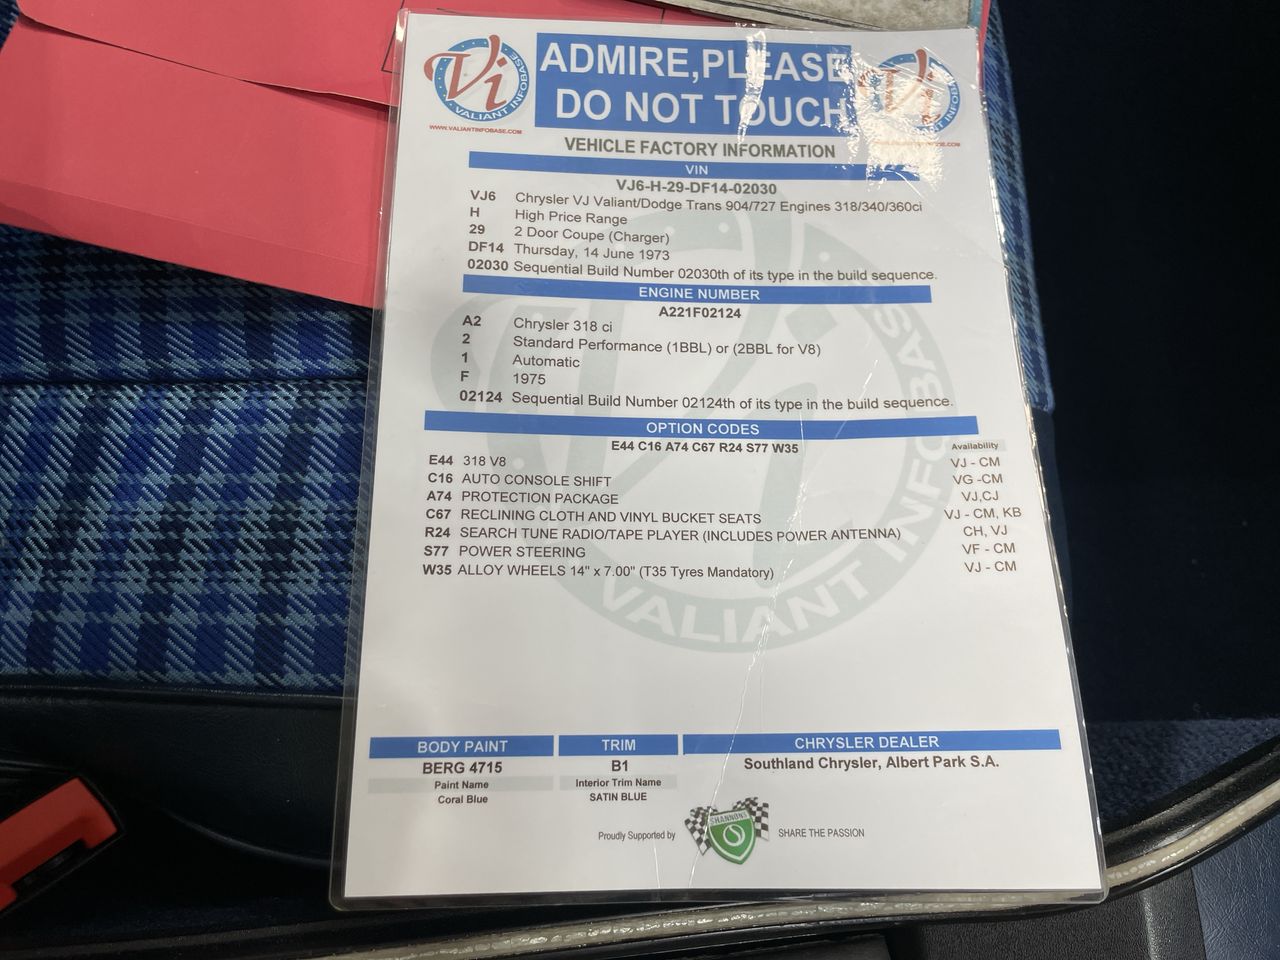 Vi
VALIANT INFOBASE
WWW.VALIANTINFOBASE.COM
ADMIRE,PLEASE
DO NOT TOUCH
VEHICLE FACTORY INFORMATION
VIN
VJ6-H-29-DF14-02030
VJ6 Chrysler VJ Valiant/Dodge Trans 904/727 Engines 318/340/360ci
H High Price Range
29 2 Door Coupe (Charger)
DF14 Thursday, 14 June 1973
02030 Sequential Build Number 02030th of its type in the build sequence.
ENGINE NUMBER
A221F02124
A2 Chrysler 318 ci
2 Standard Performance (1BBL) or (2BBL for V8)
1 Automatic
F 1975
02124 Sequential Build Number 02124th of its type in the build sequence.
OPTION CODES
E44 C16 A74 C67 R24 S77 W35 Availability
E44 318 V8 VJ - CM
C16 AUTO CONSOLE SHIFT VG -CM
A74 PROTECTION PACKAGE VJ,CJ
C67 RECLINING CLOTH AND VINYL BUCKET SEATS VJ - CM, KB
R24 SEARCH TUNE RADIO/TAPE PLAYER (INCLUDES POWER ANTENNA) CH, VJ
S77 POWER STEERING VF - CM
W35 ALLOY WHEELS 14" x 7.00" (T35 Tyres Mandatory) VJ - CM
VALIANT INFOBAS
BODY PAINT TRIM CHRYSLER DEALER
BERG 4715 B1 Southland Chrysler, Albert Park S.A.
Paint Name Interior Trim Name
Coral Blue SATIN BLUE
Proudly Supported by SHANNONS S SHARE THE PASSION